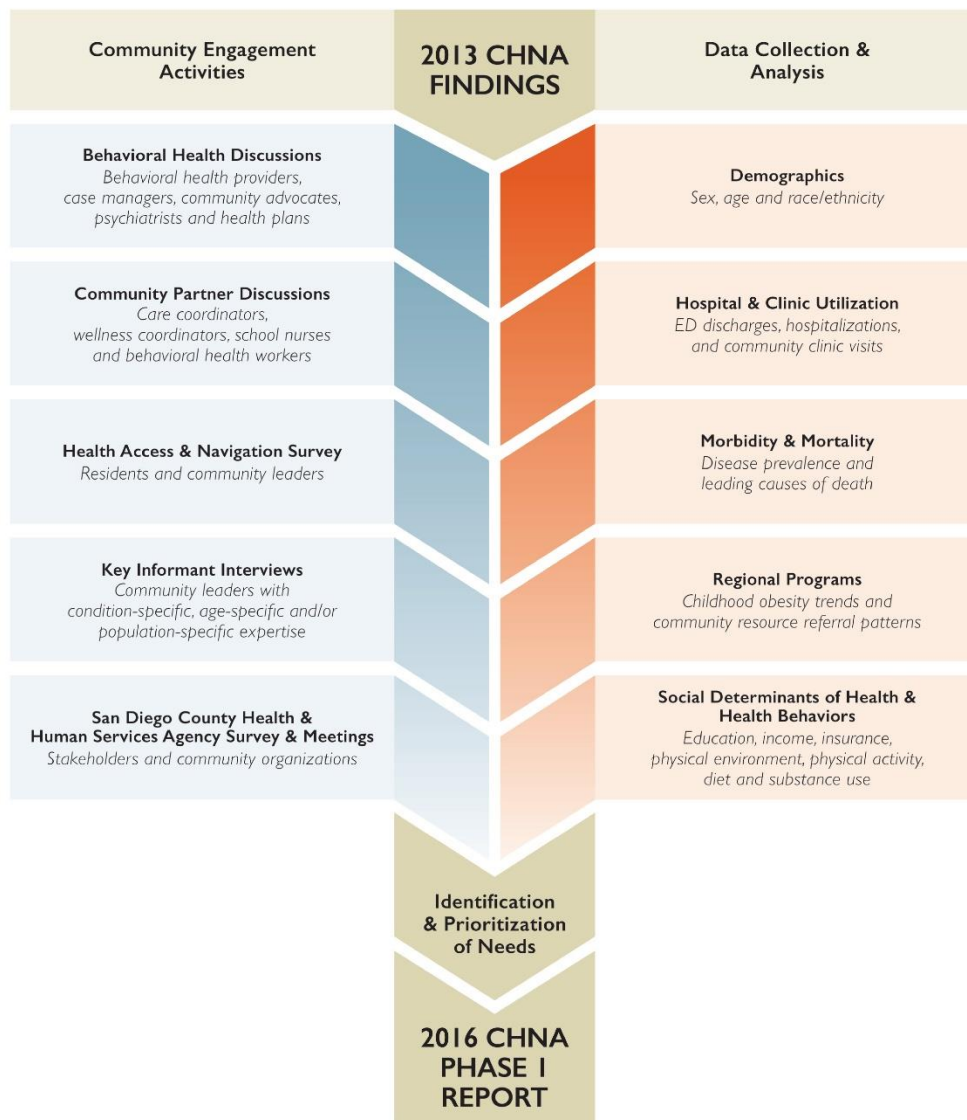 Community Engagement
Activities
2013 CHNA
FINDINGS
Data Collection &
Analysis
Behavioral Health Discussions
Behavioral health providers,
case managers, community advocates,
psychiatrists and health plans
Demographics
Sex, age and race/ethnicity
Community Partner Discussions
Care coordinators,
wellness coordinators, school nurses
and behavioral health workers
Hospital & Clinic Utilization
ED discharges, hospitalizations,
and community clinic visits
Health Access & Navigation Survey
Residents and community leaders
Morbidity & Mortality
Disease prevalence and
leading causes of death
Key Informant Interviews
Community leaders with
condition-specific, age-specific and/or
population-specific expertise
Regional Programs
Childhood obesity trends and
community resource referral patterns
San Diego County Health &
Human Services Agency Survey & Meetings
Stakeholders and community organizations
Social Determinants of Health &
Health Behaviors
Education, income, insurance,
physical environment, physical activity,
diet and substance use
Identification
& Prioritization
of Needs
2016 CHNA
PHASE I
REPORT